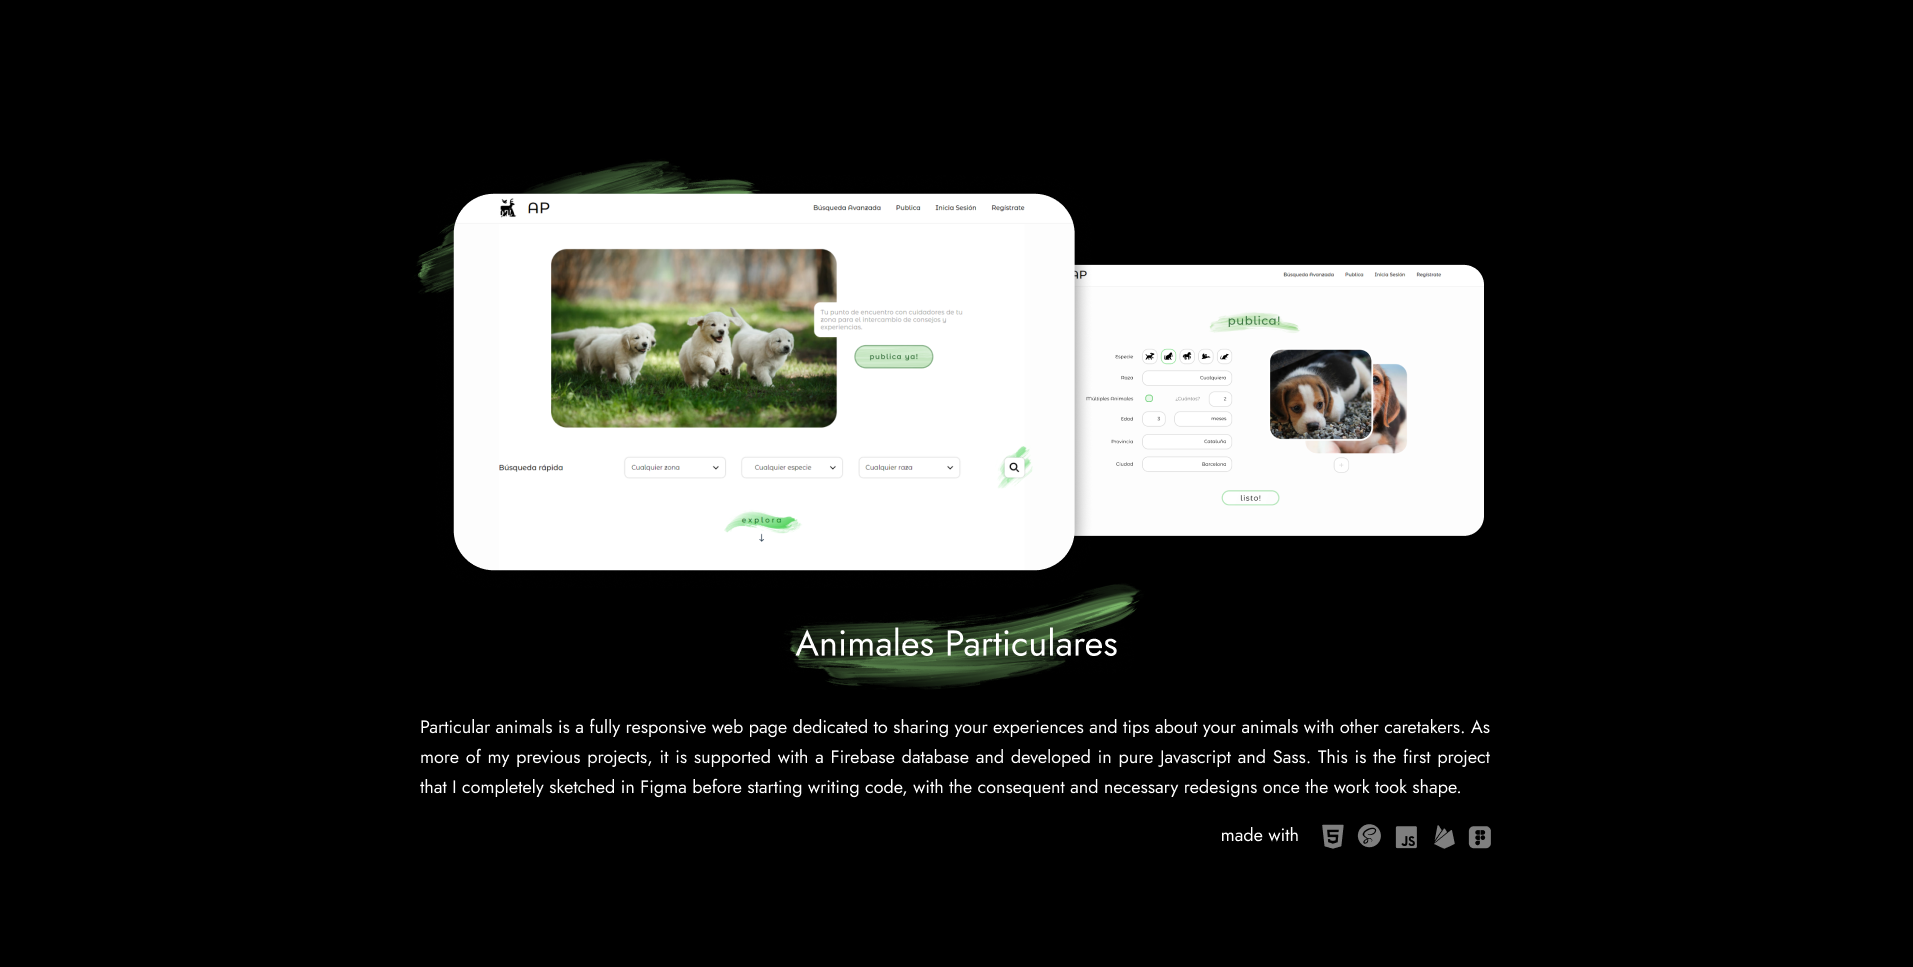 AP
Búsqueda Avanzada Publica Inicia Sesión Registrate
Tu punto de encuentro con cuidadores de tu
zona para el intercambio de consejos y
experiencias.
publica ya!
Búsqueda rápida
Cualquier zona
Cualquier especie
Cualquier raza
explora
AP
Búsqueda Avanzada Publica Inicia Sesión Registrate
publica!
Especie
Raza Cualquiera
Múltiples Animales ¿Cuántos? 2
Edad meses
Provincia Cataluña
Ciudad Barcelona
listo!
Animales Particulares
Particular animals is a fully responsive web page dedicated to sharing your experiences and tips about your animals with other caretakers. As
more of my previous projects, it is supported with a Firebase database and developed in pure Javascript and Sass. This is the first project
that I completely sketched in Figma before starting writing code, with the consequent and necessary redesigns once the work took shape.
made with
5
JS